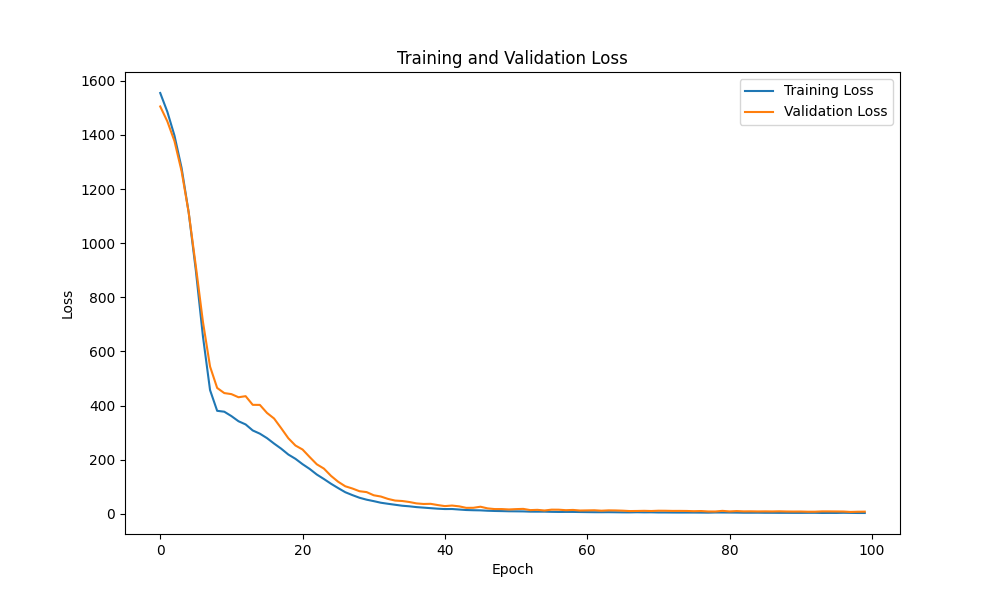 Training and Validation Loss
Training Loss
Validation Loss
1600
1400
1200
1000
800
600
400
200
0
Loss
0 20 40 60 80 100
Epoch